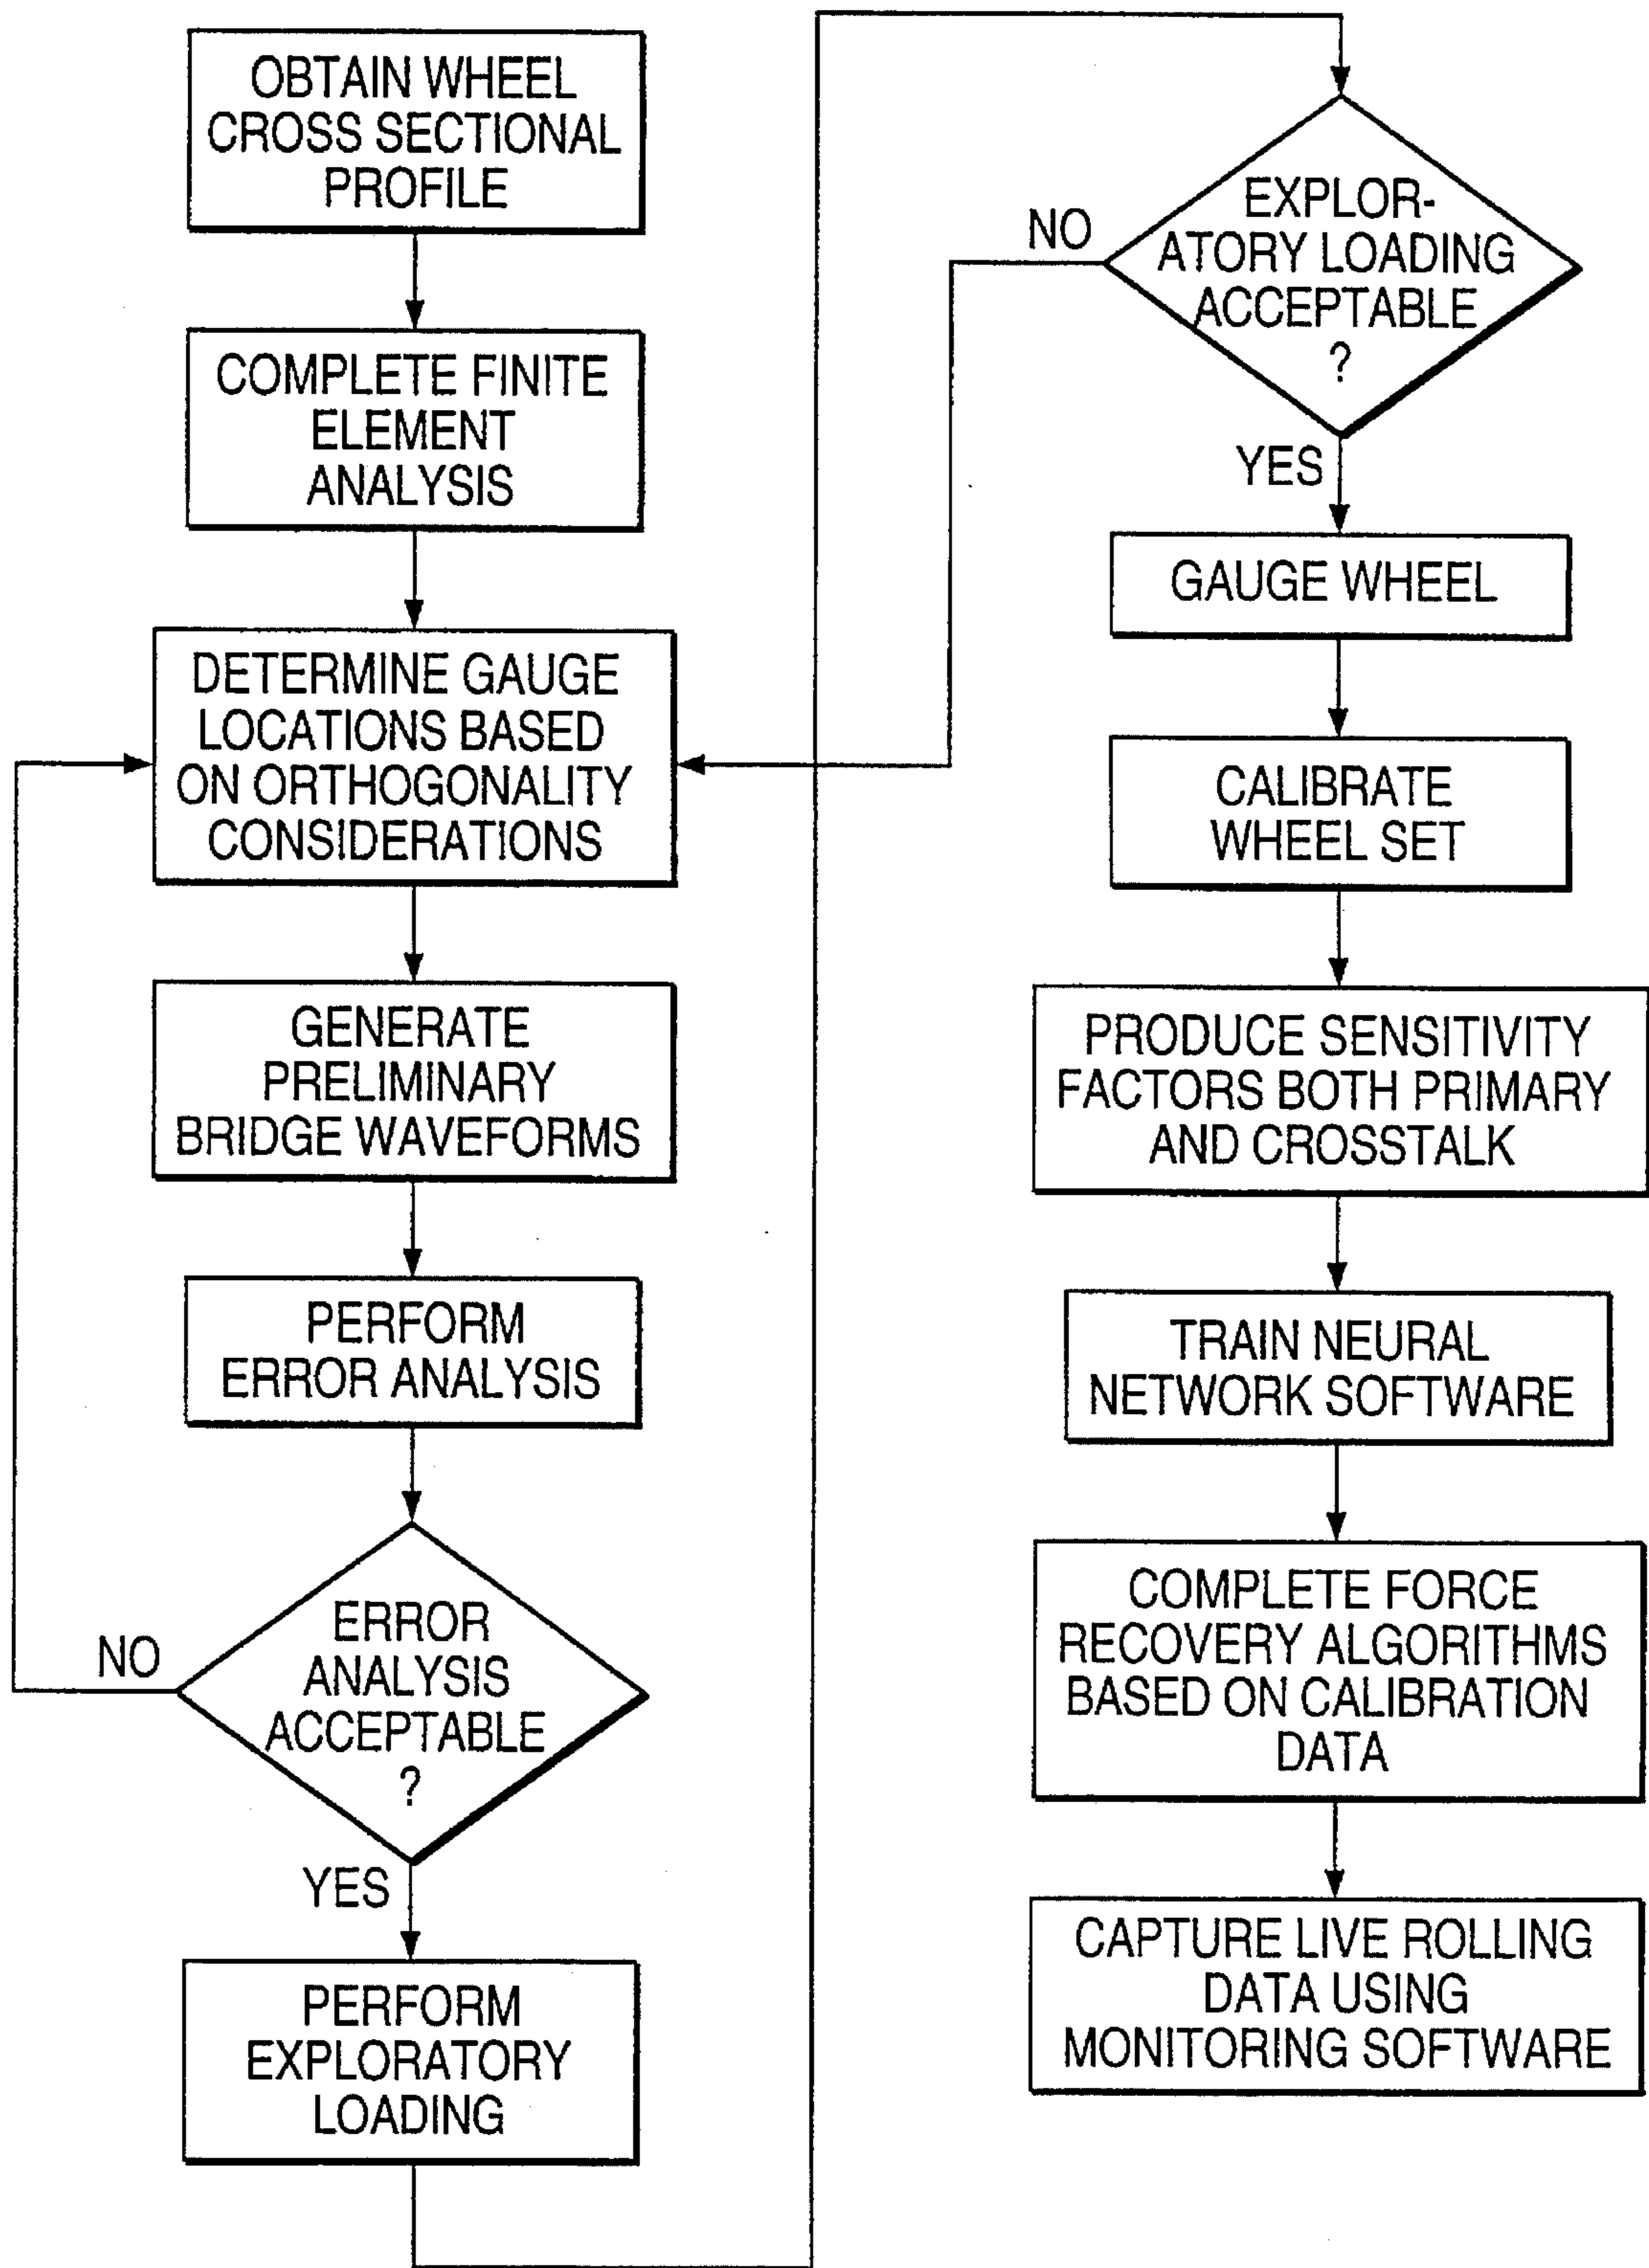 OBTAIN WHEEL
CROSS SECTIONAL
PROFILE
COMPLETE FINITE
ELEMENT
ANALYSIS
DETERMINE GAUGE
LOCATIONS BASED
ON ORTHOGONALITY
CONSIDERATIONS
GENERATE
PRELIMINARY
BRIDGE WAVEFORMS
PERFORM
ERROR ANALYSIS
ERROR
ANALYSIS
ACCEPTABLE
?
NO
YES
PERFORM
EXPLORATORY
LOADING
EXPLOR-
ATORY LOADING
ACCEPTABLE
?
NO
YES
GAUGE WHEEL
CALIBRATE
WHEEL SET
PRODUCE SENSITIVITY
FACTORS BOTH PRIMARY
AND CROSSTALK
TRAIN NEURAL
NETWORK SOFTWARE
COMPLETE FORCE
RECOVERY ALGORITHMS
BASED ON CALIBRATION
DATA
CAPTURE LIVE ROLLING
DATA USING
MONITORING SOFTWARE